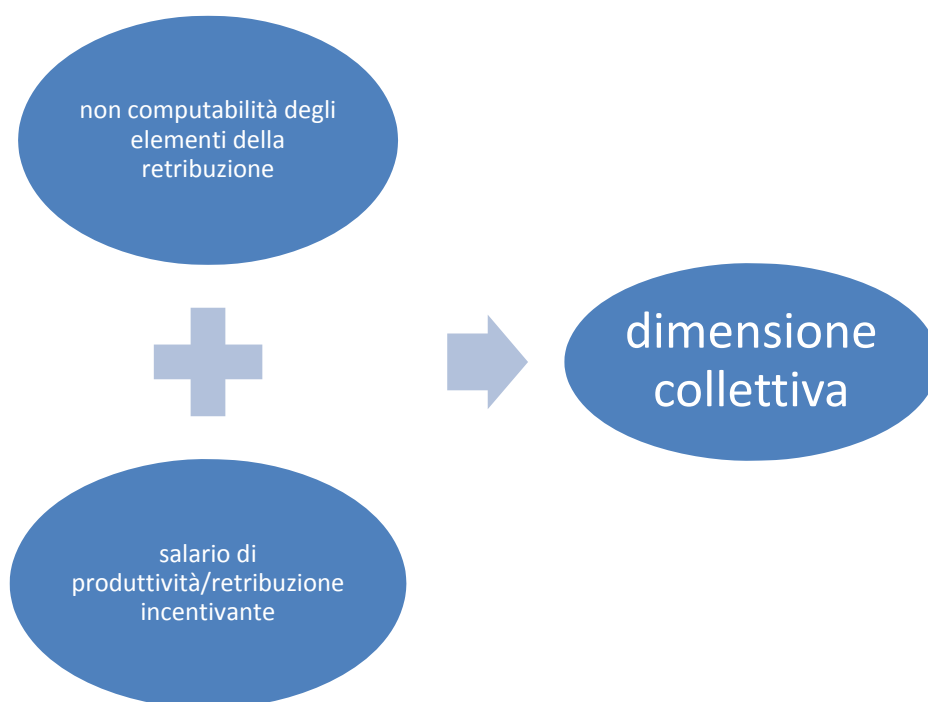 non computabilità degli
elementi della
retribuzione
dimensione
collettiva
salario di
produttività/retribuzione
incentivante